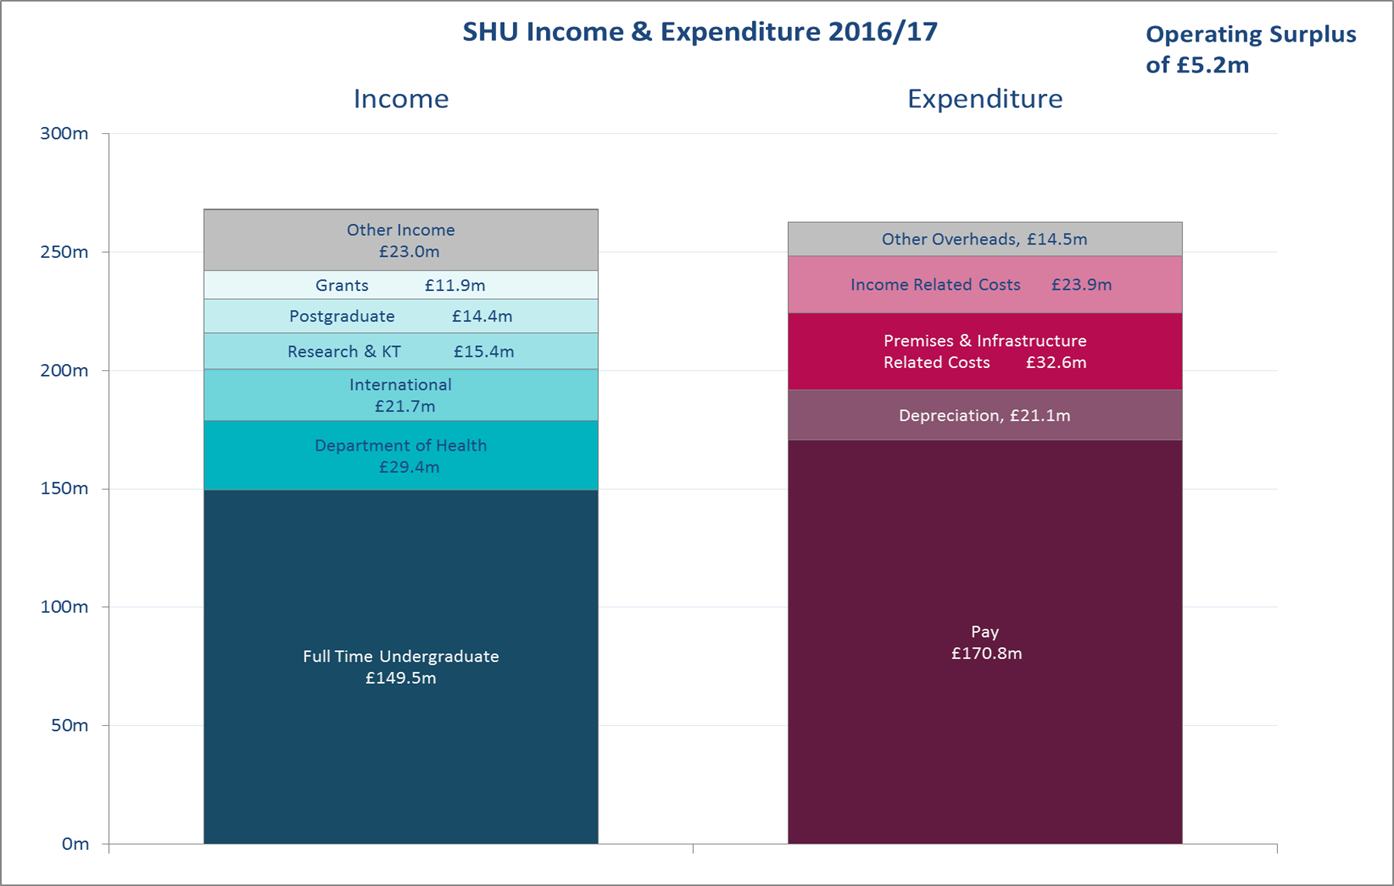 SHU Income & Expenditure 2016/17
Operating Surplus
of £5.2m
Income
Expenditure
300m
250m
200m
150m
100m
50m
0m
Other Income
£23.0m
Grants £11.9m
Postgraduate £14.4m
Research & KT £15.4m
International
£21.7m
Department of Health
£29.4m
Full Time Undergraduate
£149.5m
Other Overheads, £14.5m
Income Related Costs £23.9m
Premises & Infrastructure
Related Costs £32.6m
Depreciation, £21.1m
Pay
£170.8m